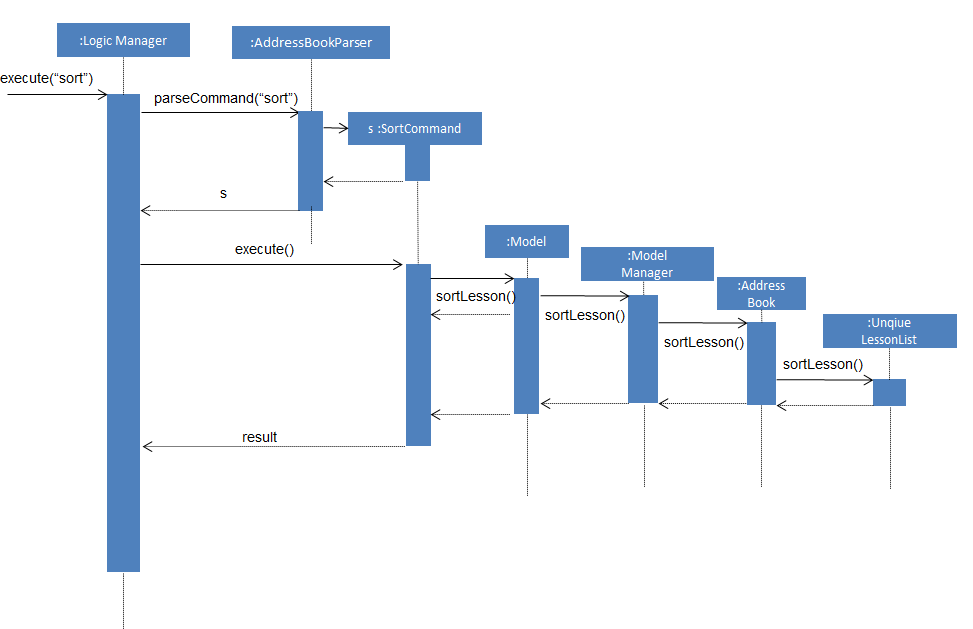 :Logic Manager
:AddressBookParser
execute(“sort”)
parseCommand(“sort”)
s :SortCommand
s
execute()
:Model
:Model
Manager
:Address
Book
sortLesson()
sortLesson()
:Unqiue
LessonList
sortLesson()
sortLesson()
result